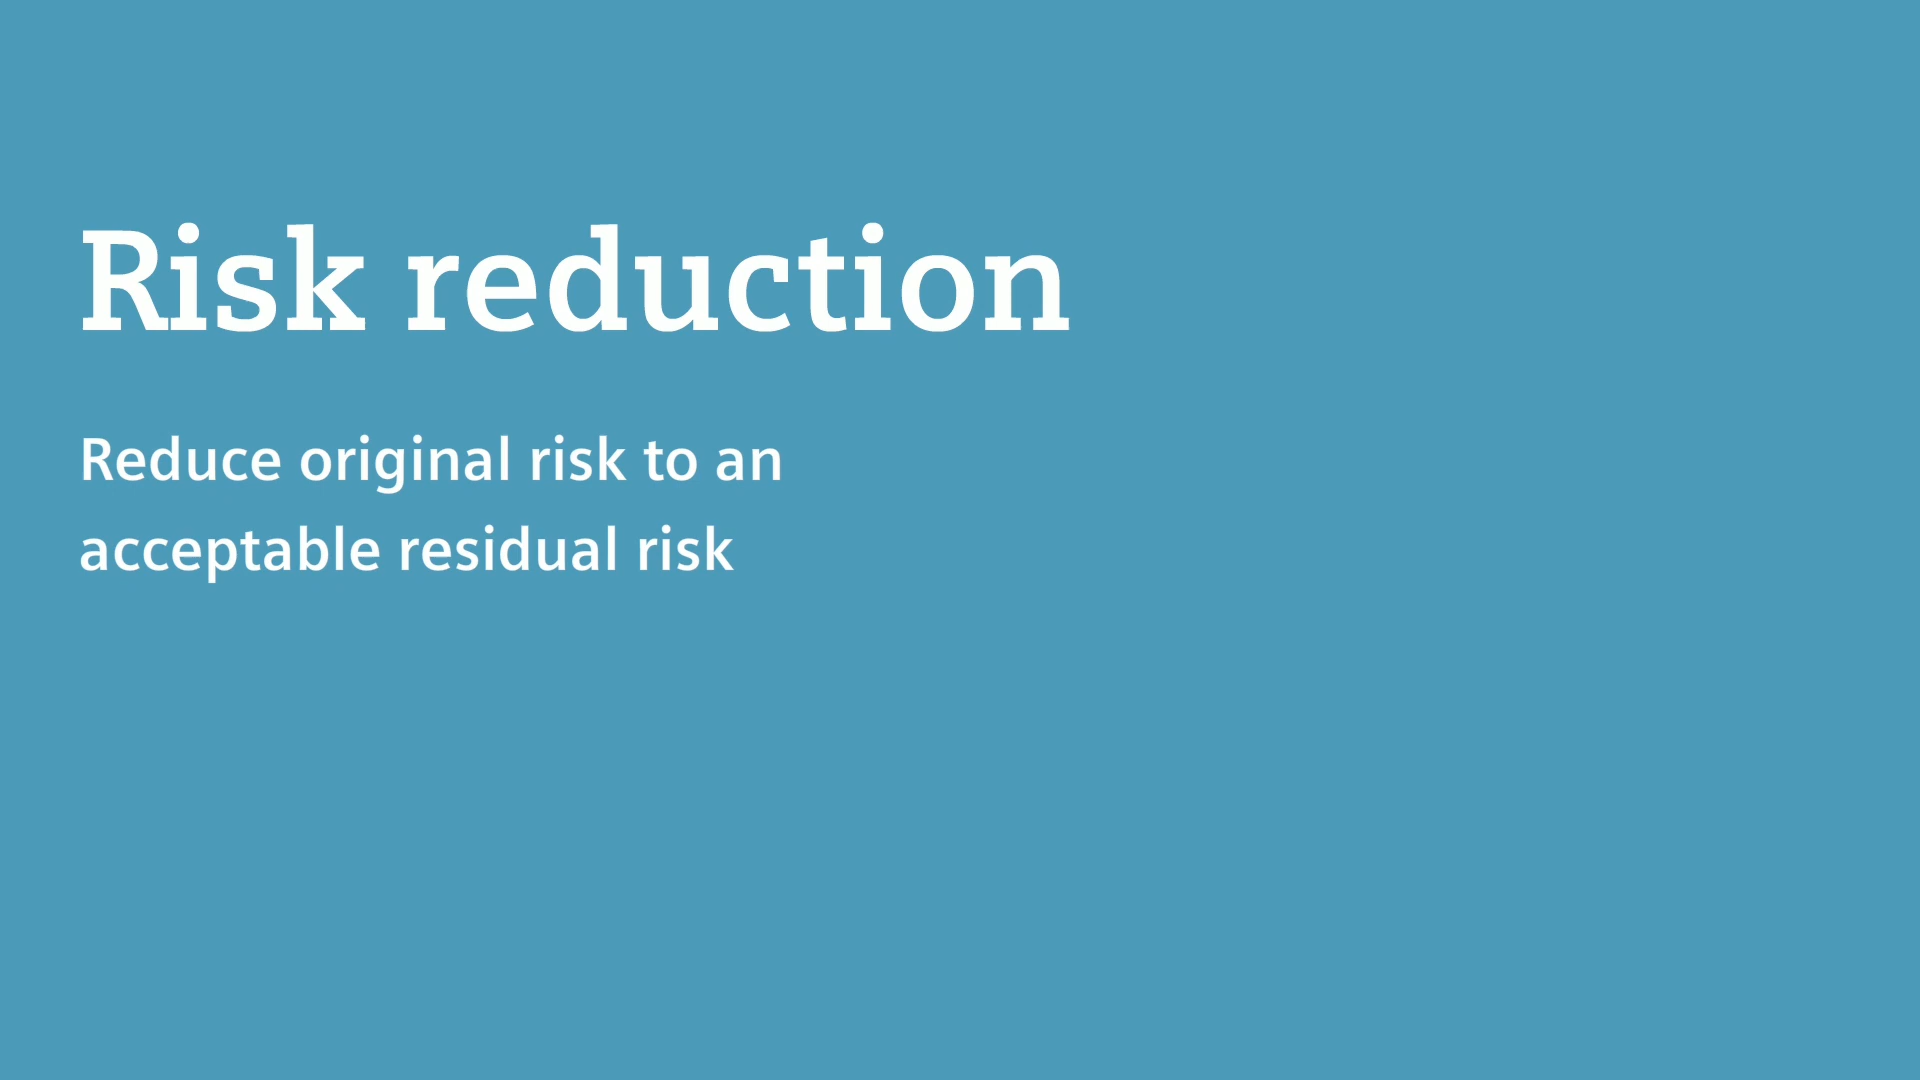 Risk reduction
Reduce original risk to an
acceptable residual risk